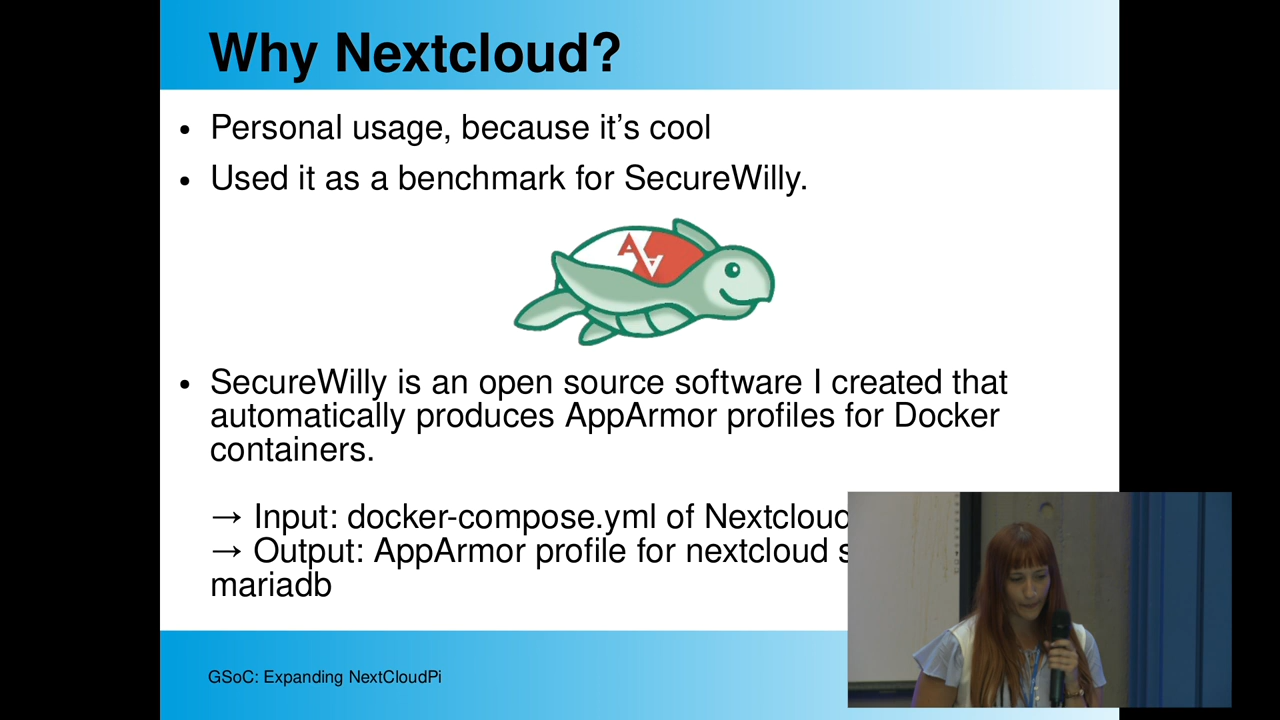 Why Nextcloud?
• Personal usage, because it’s cool
• Used it as a benchmark for SecureWilly.
A A
• SecureWilly is an open source software I created that
automatically produces AppArmor profiles for Docker
containers.
→ Input: docker-compose.yml of Nextcloud
→ Output: AppArmor profile for nextcloud
mariadb
GSoC: Expanding NextCloudPi